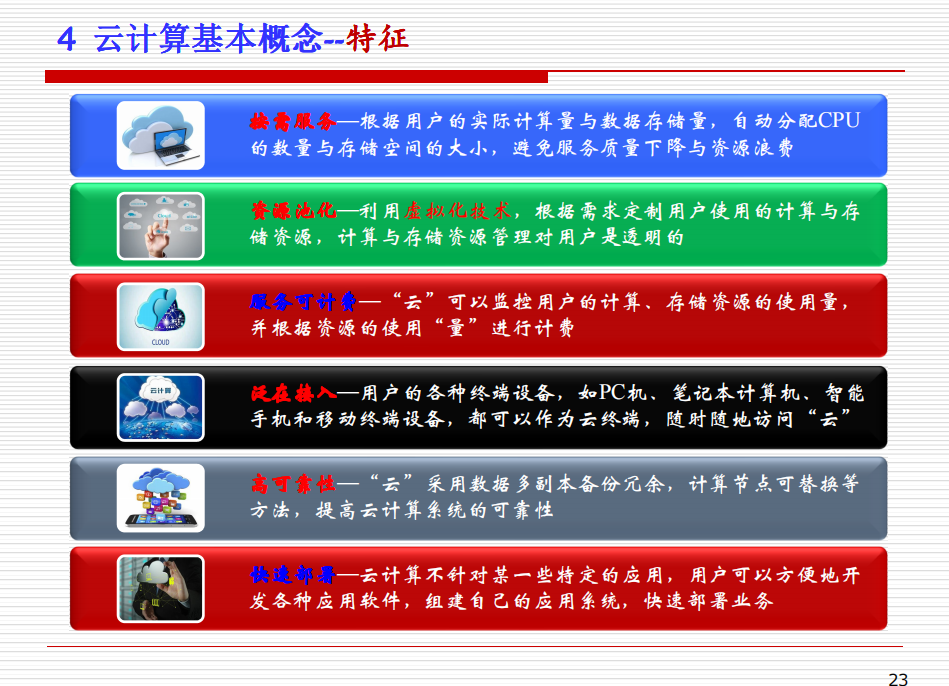 4 云计算基本概念--特征
按需服务—根据用户的实际计算量与数据存储量，自动分配CPU
的数量与存储空间的大小，避免服务质量下降与资源浪费
资源池化—利用虚拟化技术，根据需求定制用户使用的计算与存
储资源，计算与存储资源管理对用户是透明的
服务可计费—“云”可以监控用户的计算、存储资源的使用量，
并根据资源的使用“量”进行计费
CLOUD
云计算
泛在接入—用户的各种终端设备，如PC机、笔记本计算机、智能
手机和移动终端设备，都可以作为云终端，随时随地访问“云”
高可靠性—“云”采用数据多副本备份冗余，计算节点可替换等
方法，提高云计算系统的可靠性
快速部署—云计算不针对某一些特定的应用，用户可以方便地开
发各种应用软件，组建自己的应用系统，快速部署业务
23